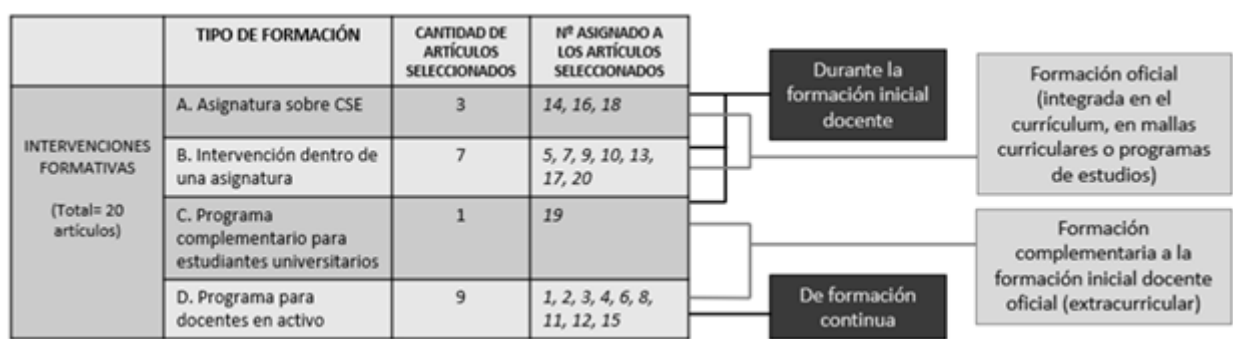 TIPO DE FORMACIÓN
CANTIDAD DE
ARTÍCULOS
SELECCIONADOS
Nº ASIGNADO A
LOS ARTÍCULOS
SELECCIONADOS
INTERVENCIONES
FORMATIVAS
(Total= 20
artículos)
A. Asignatura sobre CSE
3
14, 16, 18
B. Intervención dentro de
una asignatura
7
5, 7, 9, 10, 13,
17, 20
C. Programa
complementario para
estudiantes universitarios
1
19
D. Programa para
docentes en activo
9
1, 2, 3, 4, 6, 8,
11, 12, 15
Durante la
formación inicial
docente
De formación
continua
Formación oficial
(integrada en el
currículum, en mallas
curriculares o programas
de estudios)
Formación
complementaria a la
formación inicial docente
oficial (extracurricular)